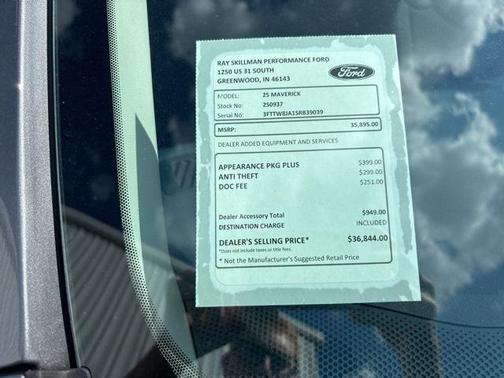 RAY SKILLMAN PERFORMANCE FORD
1250 US 31 SOUTH
GREENWOOD, IN 46143
Ford
MODEL: 25 MAVERICK
Stock No: 250937
Serial No: 3FTTW8JA1SRB39039
MSRP: 35,895.00
DEALER ADDED EQUIPMENT AND SERVICES
APPEARANCE PKG PLUS $399.00
ANTI THEFT $299.00
DOC FEE $251.00
Dealer Accessory Total $949.00
DESTINATION CHARGE INCLUDED
DEALER'S SELLING PRICE* $36,844.00
*Does not include taxes or title fees.
* Not the Manufacturer's Suggested Retail Price